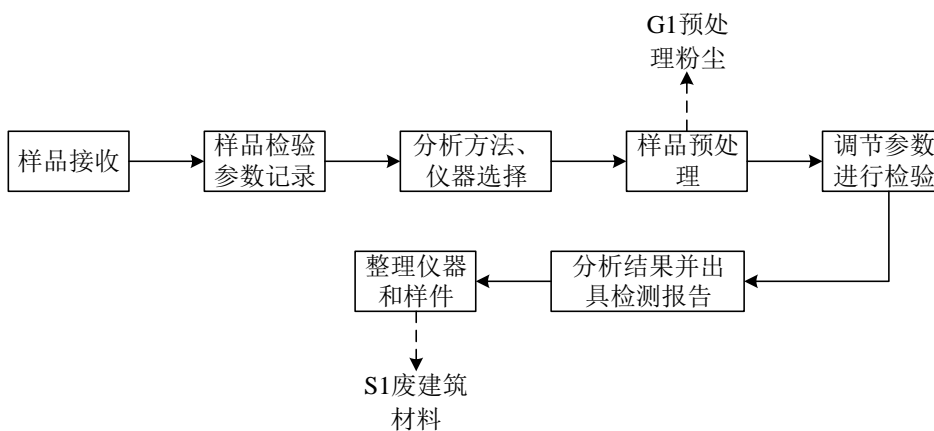 G1预处
理粉尘
样品接收
样品检验
参数记录
分析方法、
仪器选择
样品预处
理
调节参数
进行检验
分析结果并出
具检测报告
整理仪器
和样件
S1废建筑
材料